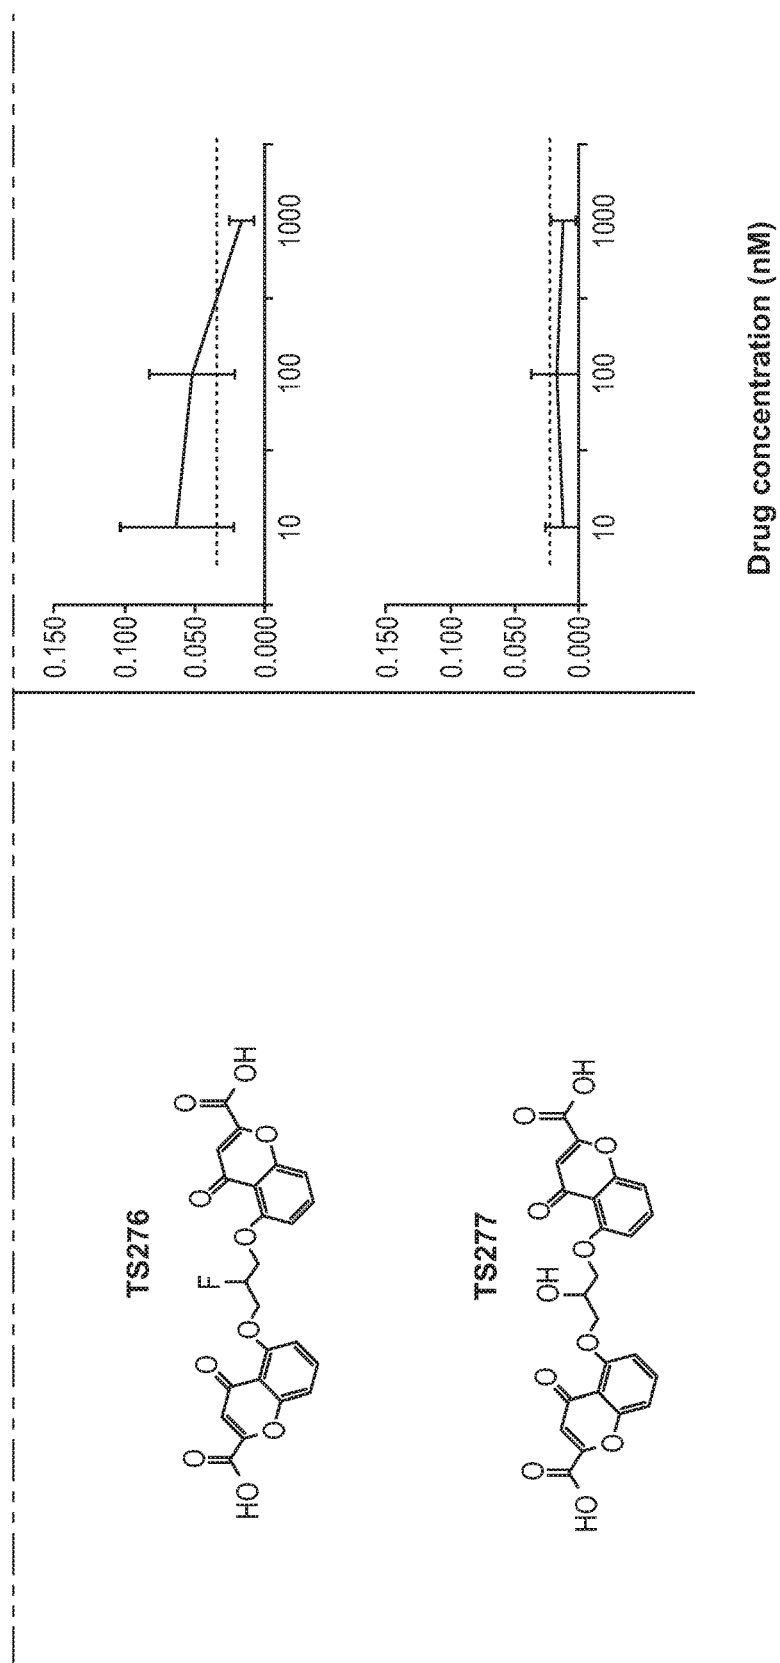 TS276
O O
O F O
HO O O OH
O O
0.150
0.100
0.050
0.000
10 100 1000
TS277
O O
O OH O
HO O O OH
O O
0.150
0.100
0.050
0.000
10 100 1000
Drug concentration (nM)